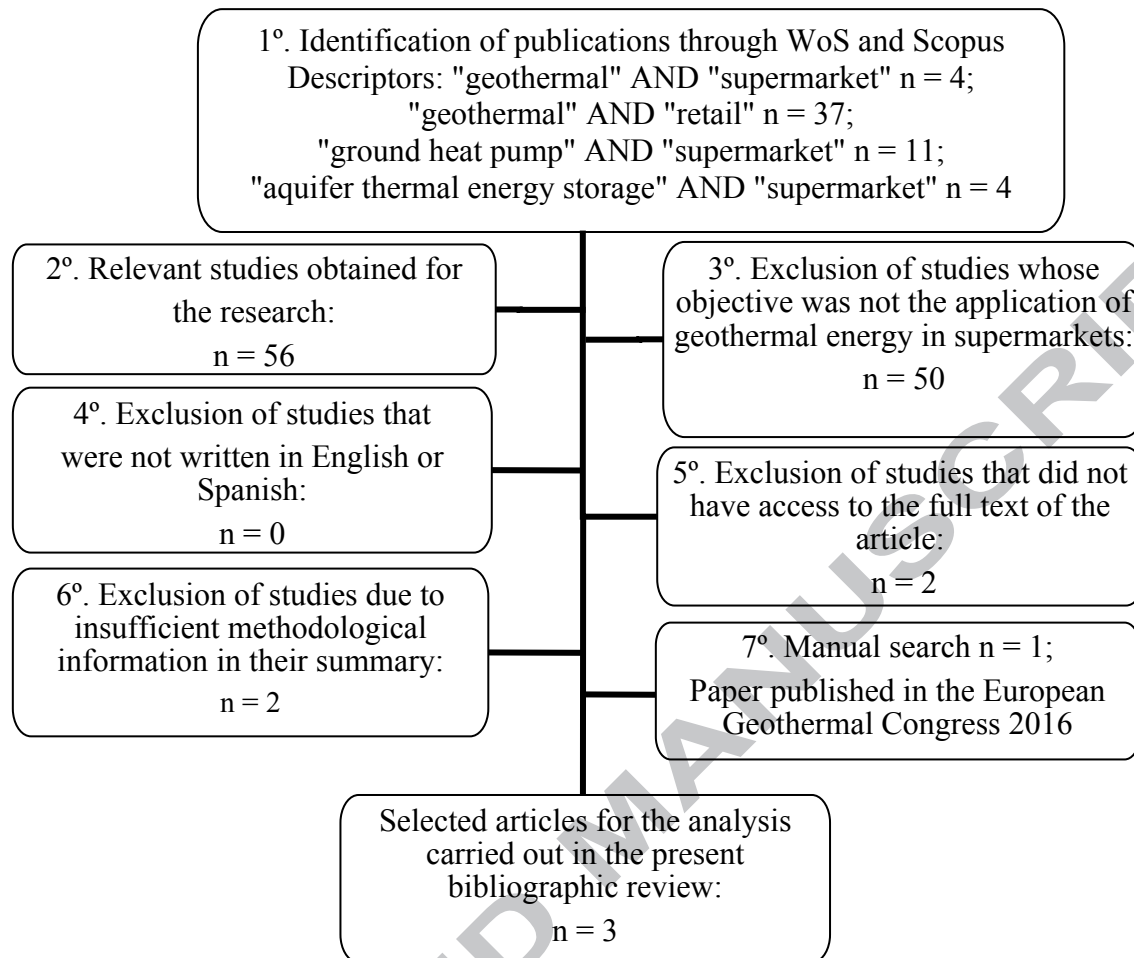 1º. Identification of publications through WoS and Scopus
Descriptors: "geothermal" AND "supermarket" n = 4;
"geothermal" AND "retail" n = 37;
"ground heat pump" AND "supermarket" n = 11;
"aquifer thermal energy storage" AND "supermarket" n = 4
2º. Relevant studies obtained for
the research:
n = 56
3º. Exclusion of studies whose
objective was not the application of
geothermal energy in supermarkets:
n = 50
4º. Exclusion of studies that
were not written in English or
Spanish:
n = 0
5º. Exclusion of studies that did not
have access to the full text of the
article:
n = 2
6º. Exclusion of studies due to
insufficient methodological
information in their summary:
n = 2
7º. Manual search n = 1;
Paper published in the European
Geothermal Congress 2016
Selected articles for the analysis
carried out in the present
bibliographic review:
n = 3
D MANUSCRIP